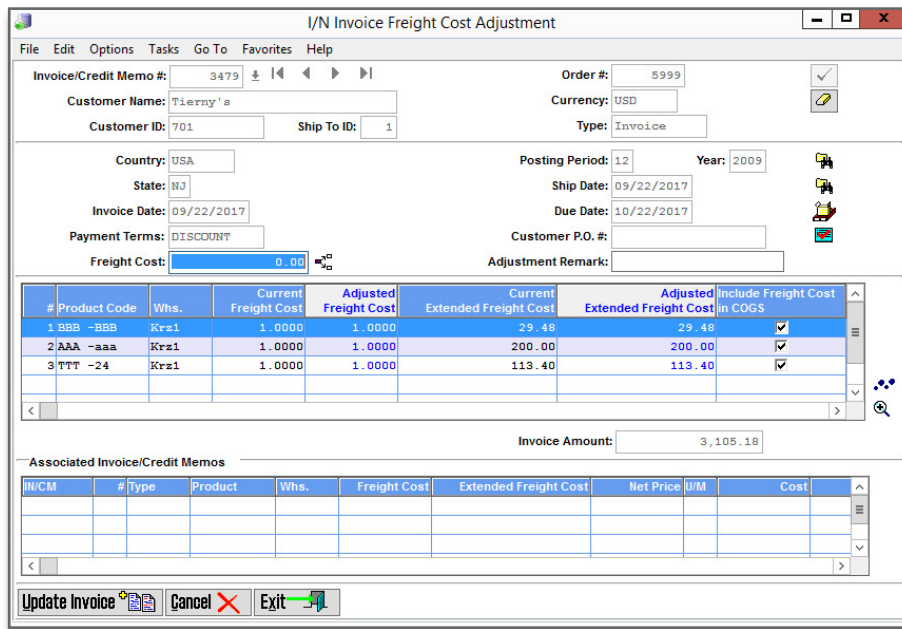 I/N Invoice Freight Cost Adjustment
File Edit Options Tasks Go To Favorites Help
Invoice/Credit Memo #: 3479 Order #: 5999
Customer Name: Tierny's Currency: USD
Customer ID: 701 Ship To ID: 1 Type: Invoice
Country: USA Posting Period: 12 Year: 2009
State: NJ Ship Date: 09/22/2017
Invoice Date: 09/22/2017 Due Date: 10/22/2017
Payment Terms: DISCOUNT Customer P.O. #:
Freight Cost: 0.00 Adjustment Remark:
Current Adjusted Current Adjusted Include Freight Cost
# Product Code Whs. Freight Cost Freight Cost Extended Freight Cost Extended Freight Cost in COGS
1 BBB -BBB Krz1 1.0000 1.0000 29.48 29.48
2 AAA -aaa Krz1 1.0000 1.0000 200.00 200.00
3 TTT -24 Krz1 1.0000 1.0000 113.40 113.40
Invoice Amount: 3,105.18
Associated Invoice/Credit Memos
IN/CM # Type Product Whs. Freight Cost Extended Freight Cost Net Price U/M Cost
Update Invoice Cancel Exit